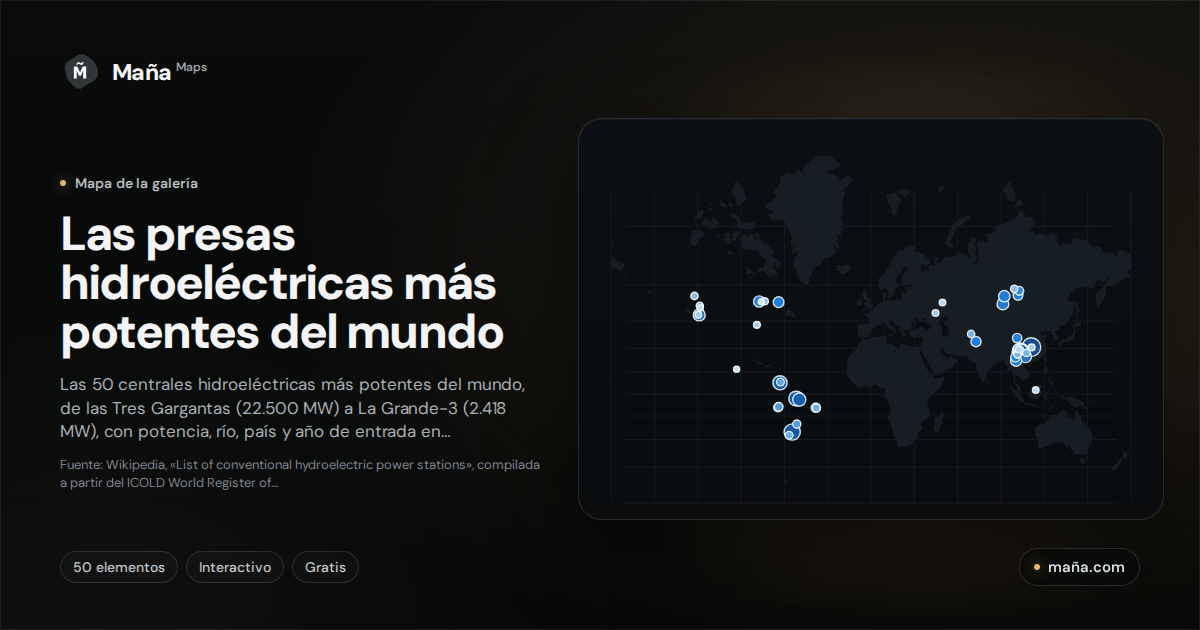 M̃
Maña Maps
Mapa de la galería
Las presas
hidroeléctricas más
potentes del mundo
Las 50 centrales hidroeléctricas más potentes del mundo,
de las Tres Gargantas (22.500 MW) a La Grande-3 (2.418
MW), con potencia, río, país y año de entrada en…
Fuente: Wikipedia, «List of conventional hydroelectric power stations», compilada
a partir del ICOLD World Register of…
50 elementos
Interactivo
Gratis
maña.com